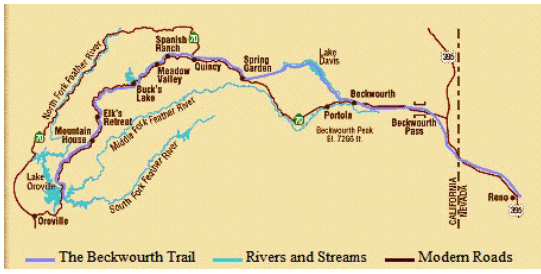 Spanish
Ranch
70
395
North Fork Feather River
Meadow
Valley
Quincy
Spring
Garden
Lake
Davis
Buck's
Lake
Beckwourth
Elk's
Retreat
Middle Fork Feather River
Portola
70
Beckwourth Peak
El. 7266 ft.
Beckwourth
Pass
70
Mountain
House
South Fork Feather River
Lake
Oroville
Oroville
CALIFORNIA
NEVADA
Reno
395
The Beckwourth Trail
Rivers and Streams
Modern Roads